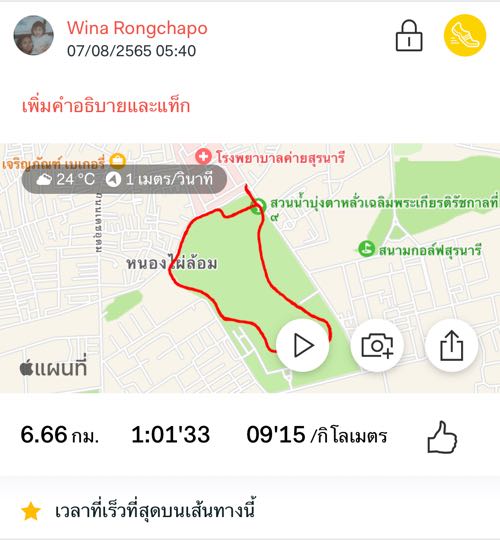 Wina Rongchapo
07/08/2565 05:40
เพิ่มคำอธิบายและแท็ก
เจริญภัณฑ์ เบเกอรี่
โรงพยาบาลค่ายสุรนารี
24 °C 1 เมตร/วินาที
สวนน้ำบุ่งตาหลั่วเฉลิมพระเกียรติรัชกาลที่
๙
สนามกอล์ฟสุรนารี
หนองไผ่ล้อม
แผนที่
6.66 กม. 1:01'33 09'15 /กิโลเมตร
เวลาที่เร็วที่สุดบนเส้นทางนี้